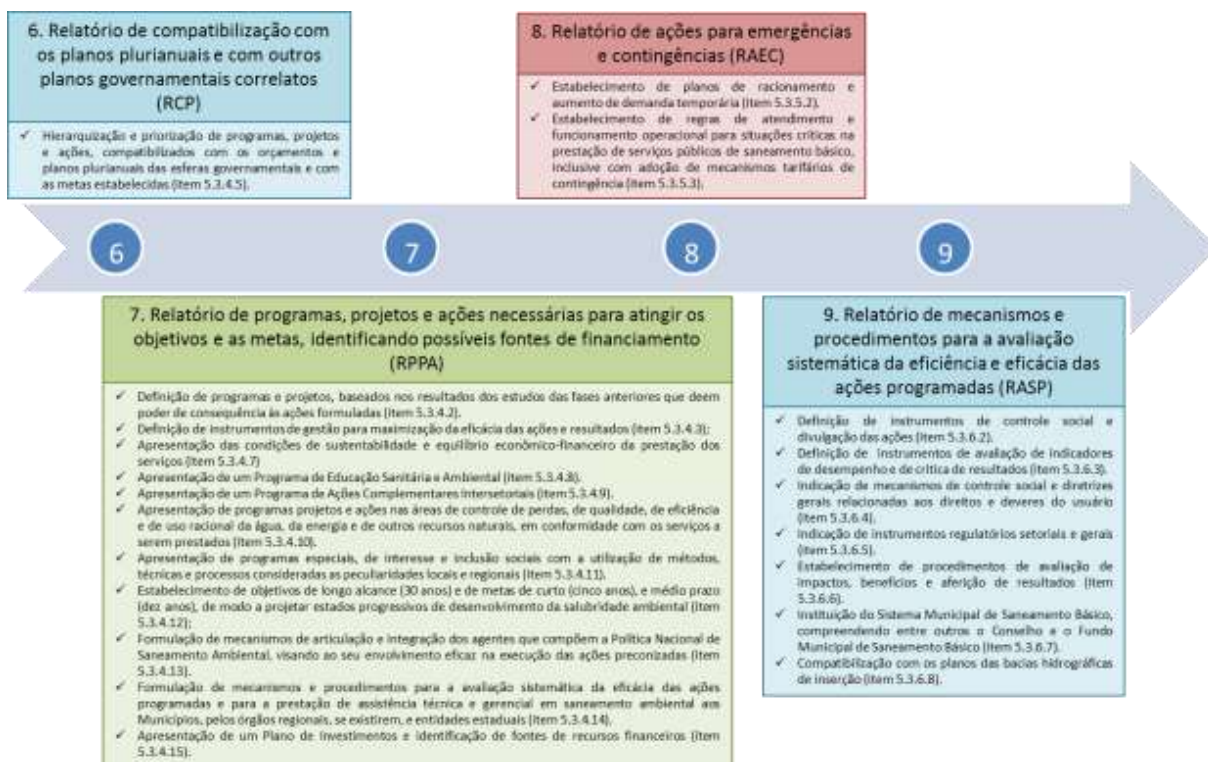 6. Relatório de compatibilização com
os planos plurianuais e com outros
planos governamentais correlatos
(RCP)
✓ Hierarquização e priorização de programas, projetos
e ações, compatibilizados com os orçamentos e
planos plurianuais das esferas governamentais e com
as metas estabelecidas (item 5.3.4.5).
8. Relatório de ações para emergências
e contingências (RAEC)
✓ Estabelecimento de planos de racionamento e
aumento de demanda temporária (Item 5.3.5.2).
✓ Estabelecimento de regras de atendimento e
funcionamento operacional para situações críticas na
prestação de serviços públicos de saneamento básico,
inclusive com adoção de mecanismos tarifários de
contingência (Item 5.3.5.3).
6
7
8
9
7. Relatório de programas, projetos e ações necessárias para atingir os
objetivos e as metas, identificando possíveis fontes de financiamento
(RPPA)
✓ Definição de programas e projetos, baseados nos resultados dos estudos das fases anteriores que deem
poder de consequência às ações formuladas (item 5.3.4.2).
✓ Definição de instrumentos de gestão para maximização da eficácia das ações e resultados (item 5.3.4.3);
✓ Apresentação das condições de sustentabilidade e equilíbrio econômico-financeiro da prestação dos
serviços (Item 5.3.4.7)
✓ Apresentação de um Programa de Educação Sanitária e Ambiental (Item 5.3.4.8).
✓ Apresentação de um Programa de Ações Complementares Intersetoriais (Item 5.3.4.9).
✓ Apresentação de programas projetos e ações nas áreas de controle de perdas, de qualidade, de eficiência
e de uso racional da água, da energia e de outros recursos naturais, em conformidade com os serviços a
serem prestados (Item 5.3.4.10).
✓ Apresentação de programas especiais, de interesse e inclusão sociais com a utilização de métodos,
técnicas e processos consideradas as peculiaridades locais e regionais (Item 5.3.4.11).
✓ Estabelecimento de objetivos de longo alcance (30 anos) e de metas de curto (cinco anos), e médio prazo
(dez anos), de modo a projetar estados progressivos de desenvolvimento da salubridade ambiental (Item
5.3.4.12);
✓ Formulação de mecanismos de articulação e integração dos agentes que compõem a Política Nacional de
Saneamento Ambiental, visando ao seu envolvimento eficaz na execução das ações preconizadas (Item
5.3.4.13).
✓ Formulação de mecanismos e procedimentos para a avaliação sistemática da eficácia das ações
programadas e para a prestação de assistência técnica e gerencial em saneamento ambiental aos
Municípios, pelos órgãos regionais, se existirem, e entidades estaduais (Item 5.3.4.14).
✓ Apresentação de um Plano de Investimentos e identificação de fontes de recursos financeiros (Item
5.3.4.15).
9. Relatório de mecanismos e
procedimentos para a avaliação
sistemática da eficiência e eficácia das
ações programadas (RASP)
✓ Definição de instrumentos de controle social e
divulgação das ações (Item 5.3.6.2).
✓ Definição de instrumentos de avaliação de indicadores
de desempenho e de crítica de resultados (Item 5.3.6.3).
✓ Indicação de mecanismos de controle social e diretrizes
gerais relacionadas aos direitos e deveres do usuário
(Item 5.3.6.4).
✓ Indicação de instrumentos regulatórios setoriais e gerais
(Item 5.3.6.5).
✓ Estabelecimento de procedimentos de avaliação de
impactos, benefícios e aferição de resultados (Item
5.3.6.6).
✓ Instituição do Sistema Municipal de Saneamento Básico,
compreendendo entre outros o Conselho e o Fundo
Municipal de Saneamento Básico (Item 5.3.6.7).
✓ Compatibilização com os planos das bacias hidrográficas
de inserção (Item 5.3.6.8).